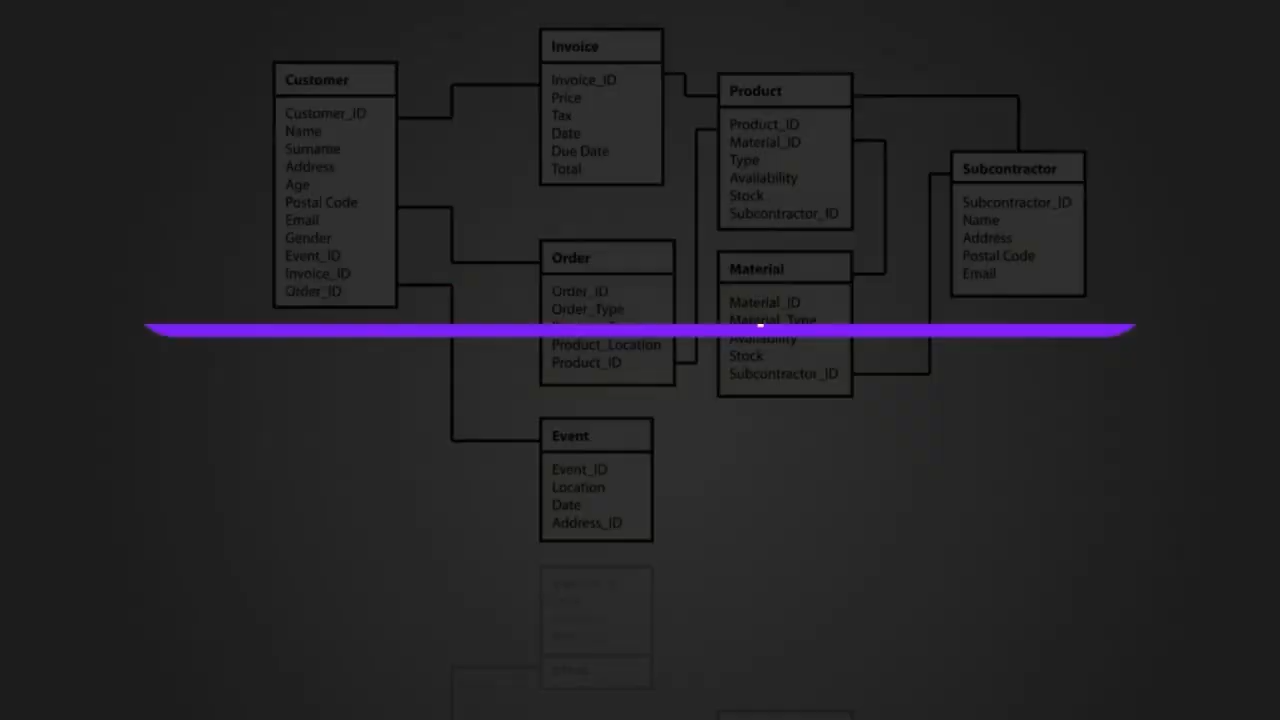 Customer
Customer_ID
Name
Surname
Address
Age
Postal Code
Email
Gender
Event_ID
Invoice_ID
Order_ID
Invoice
Invoice_ID
Price
Tax
Date
Due Date
Total
Order
Order_ID
Order_Type
Product_Location
Product_ID
Event
Event_ID
Location
Date
Address_ID
Product
Product_ID
Material_ID
Type
Availability
Stock
Subcontractor_ID
Material
Material_ID
Material_Type
Availability
Stock
Subcontractor_ID
Subcontractor
Subcontractor_ID
Name
Address
Postal Code
Email